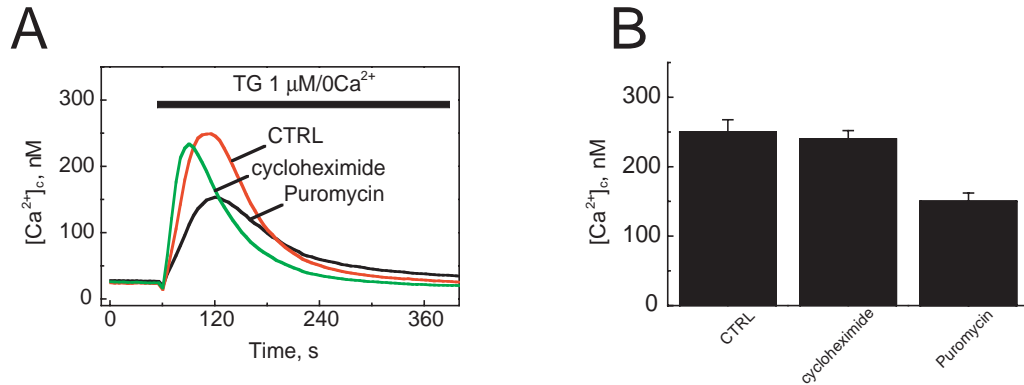 A
TG 1 μM/0Ca²⁺
300
200
100
0
[Ca²⁺]c, nM
CTRL
cycloheximide
Puromycin
0
120
240
360
Time, s
B
300
200
100
0
[Ca²⁺]c, nM
CTRL
cycloheximide
Puromycin